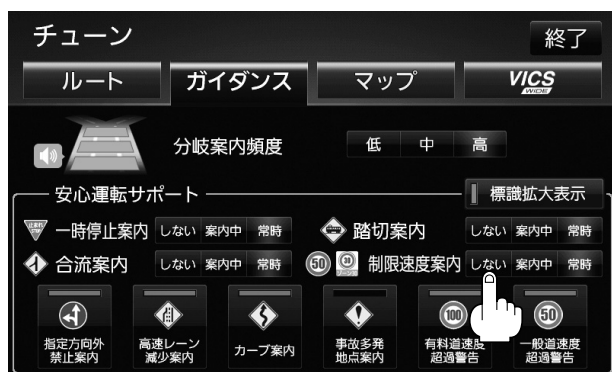 チューン
終了
ルート ガイダンス マップ VICS WIDE
分岐案内頻度 低 中 高
安心運転サポート 標識拡大表示
一時停止案内 しない 案内中 常時 踏切案内 しない 案内中 常時
合流案内 しない 案内中 常時 50 制限速度案内 しない 案内中 常時
100 50
指定方向外 高速レーン カーブ案内 事故多発 有料道速度 一般道速度
禁止案内 減少案内 地点案内 超過警告 超過警告